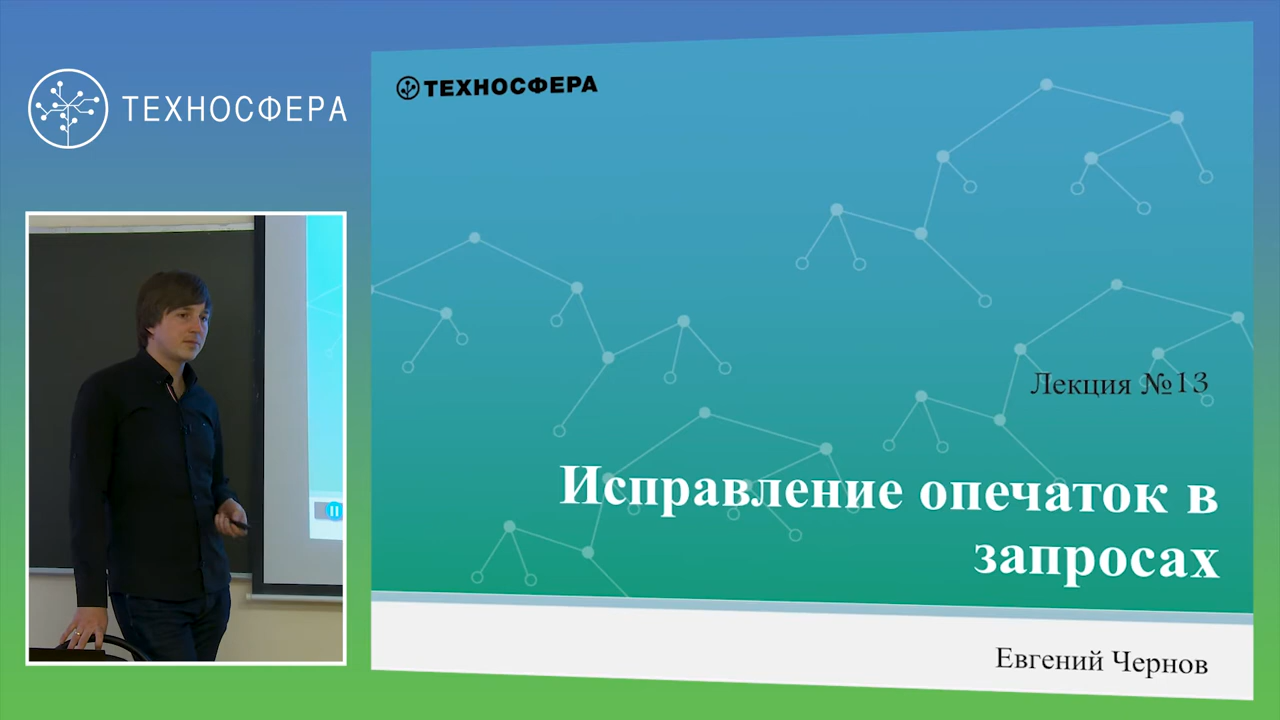 ТЕХНОСФЕРА
ТЕХНОСФЕРА
Лекция №13
Исправление опечаток в
запросах
Евгений Чернов